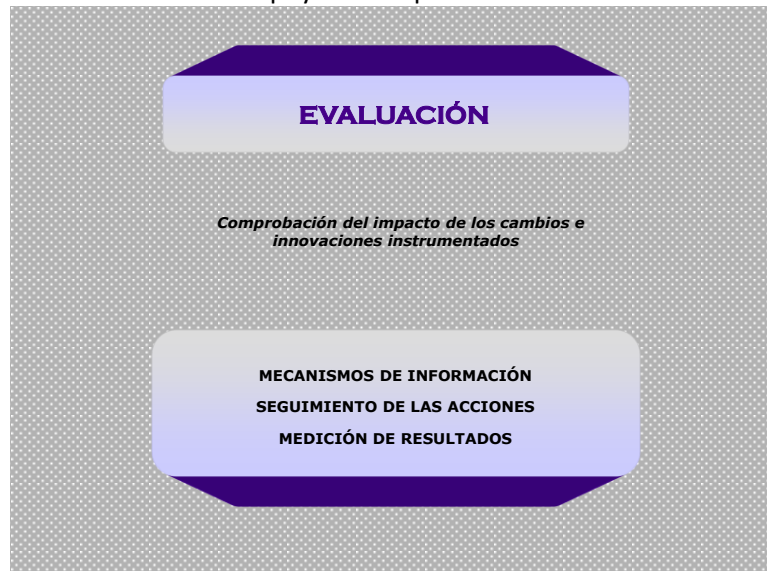 EVALUACIÓN
Comprobación del impacto de los cambios e
innovaciones instrumentados
MECANISMOS DE INFORMACIÓN
SEGUIMIENTO DE LAS ACCIONES
MEDICIÓN DE RESULTADOS